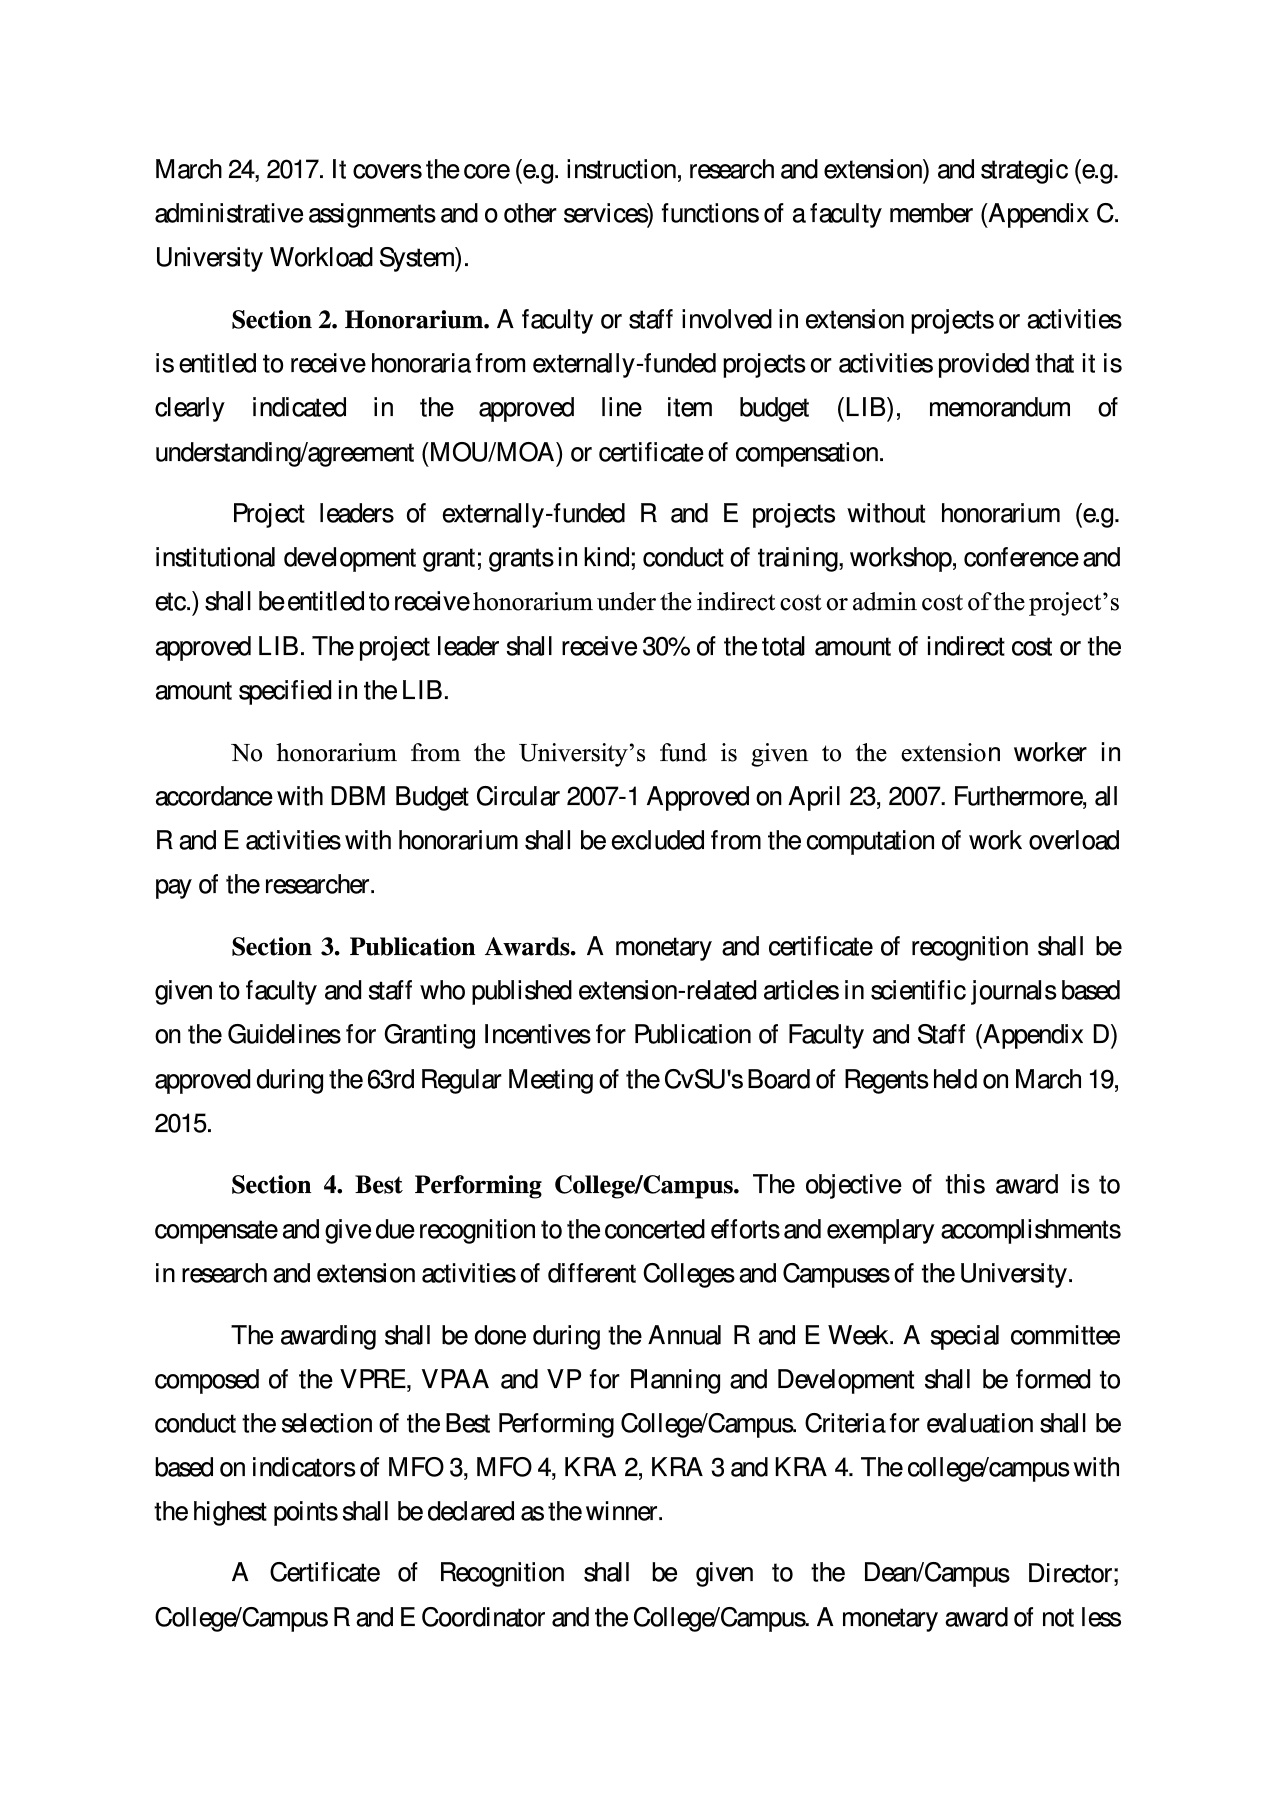 March 24, 2017. It covers the core (e.g. instruction, research and extension) and strategic (e.g.
administrative assignments and o other services) functions of a faculty member (Appendix C.
University Workload System).
Section 2. Honorarium. A faculty or staff involved in extension projects or activities
is entitled to receive honoraria from externally-funded projects or activities provided that it is
clearly indicated in the approved line item budget (LIB), memorandum of
understanding/agreement (MOU/MOA) or certificate of compensation.
Project leaders of externally-funded R and E projects without honorarium (e.g.
institutional development grant; grants in kind; conduct of training, workshop, conference and
etc.) shall be entitled to receive honorarium under the indirect cost or admin cost of the project’s
approved LIB. The project leader shall receive 30% of the total amount of indirect cost or the
amount specified in the LIB.
No honorarium from the University’s fund is given to the extension worker in
accordance with DBM Budget Circular 2007-1 Approved on April 23, 2007. Furthermore, all
R and E activities with honorarium shall be excluded from the computation of work overload
pay of the researcher.
Section 3. Publication Awards. A monetary and certificate of recognition shall be
given to faculty and staff who published extension-related articles in scientific journals based
on the Guidelines for Granting Incentives for Publication of Faculty and Staff (Appendix D)
approved during the 63rd Regular Meeting of the CvSU's Board of Regents held on March 19,
2015.
Section 4. Best Performing College/Campus. The objective of this award is to
compensate and give due recognition to the concerted efforts and exemplary accomplishments
in research and extension activities of different Colleges and Campuses of the University.
The awarding shall be done during the Annual R and E Week. A special committee
composed of the VPRE, VPAA and VP for Planning and Development shall be formed to
conduct the selection of the Best Performing College/Campus. Criteria for evaluation shall be
based on indicators of MFO 3, MFO 4, KRA 2, KRA 3 and KRA 4. The college/campus with
the highest points shall be declared as the winner.
A Certificate of Recognition shall be given to the Dean/Campus Director;
College/Campus R and E Coordinator and the College/Campus. A monetary award of not less